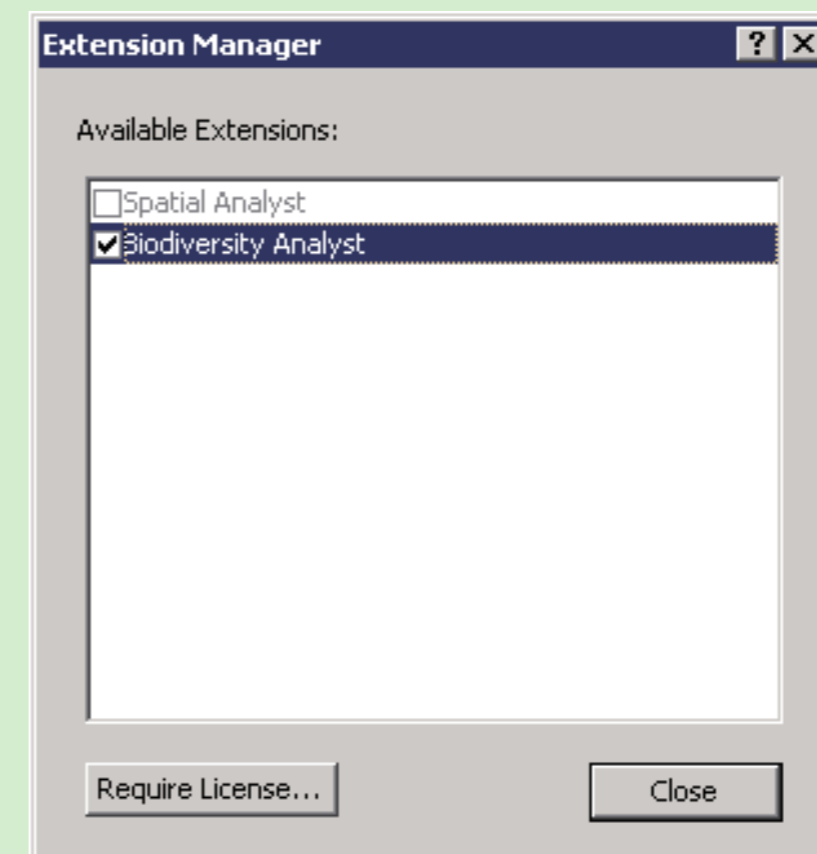 Extension Manager
Available Extensions:
Spatial Analyst
Biodiversity Analyst
Require License...
Close